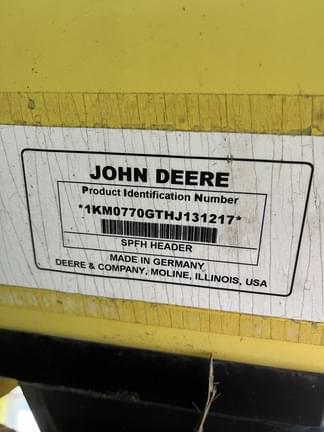 JOHN DEERE
Product Identification Number
*1KM0770GTHJ131217*
SPFH HEADER
MADE IN GERMANY
DEERE & COMPANY, MOLINE, ILLINOIS, USA